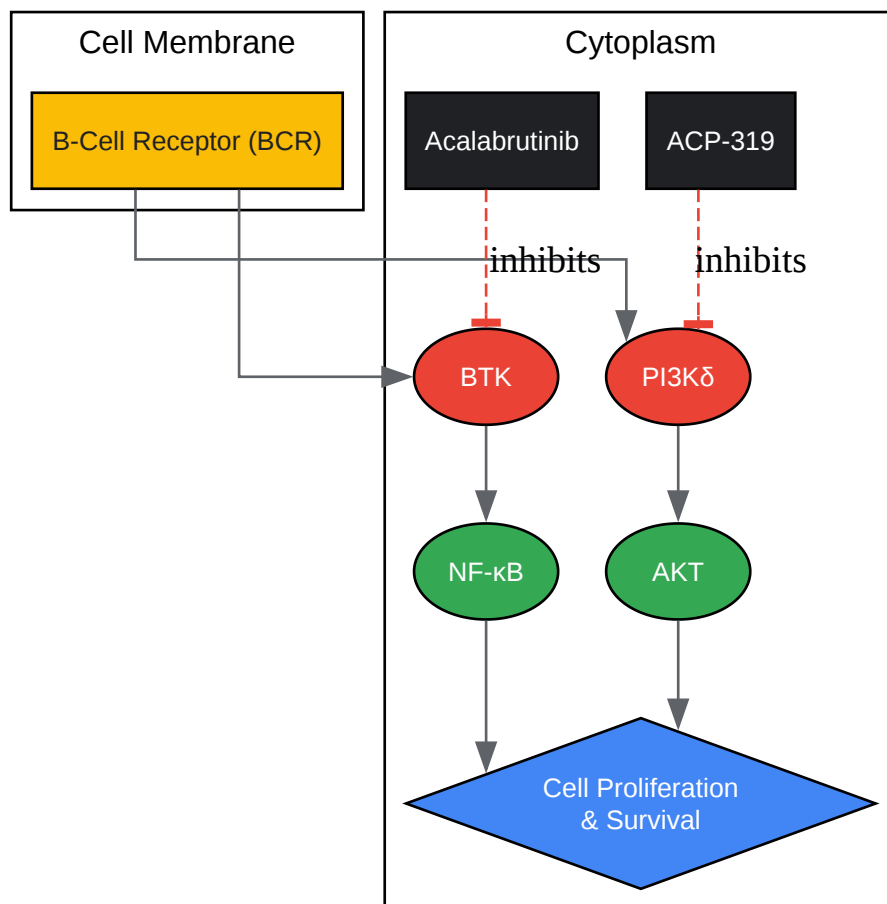 Cell Membrane
Cytoplasm
B-Cell Receptor (BCR)
Acalabrutinib
ACP-319
inhibits
inhibits
BTK
PI3Kδ
NF-κB
AKT
Cell Proliferation
& Survival